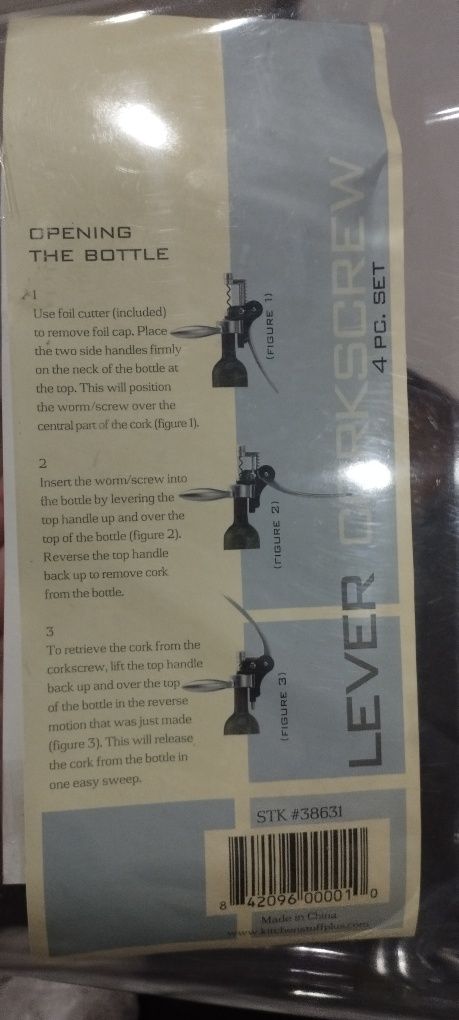 OPENING
THE BOTTLE
1
Use foil cutter (included)
to remove foil cap. Place
the two side handles firmly
on the neck of the bottle at
the top. This will position
the worm/screw over the
central part of the cork (figure 1).
2
Insert the worm/screw into
the bottle by levering the
top handle up and over the
top of the bottle (figure 2).
Reverse the top handle
back up to remove cork
from the bottle.
3
To retrieve the cork from the
corkscrew, lift the top handle
back up and over the top
of the bottle in the reverse
motion that was just made
(figure 3). This will release
the cork from the bottle in
one easy sweep.
(FIGURE 1)
(FIGURE 2)
(FIGURE 3)
LEVER CORKSCREW
4 PC. SET
STK #38631
8 42096 00001 0
Made in China
www.kitchenstuffplus.com